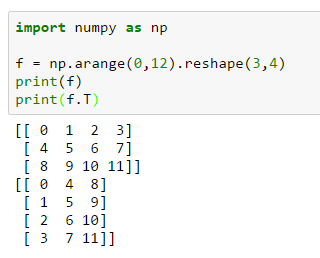 import numpy as np
f = np.arange(0,12).reshape(3,4)
print(f)
print(f.T)
[[ 0  1  2  3]
 [ 4  5  6  7]
 [ 8  9 10 11]]
[[ 0  4  8]
 [ 1  5  9]
 [ 2  6 10]
 [ 3  7 11]]